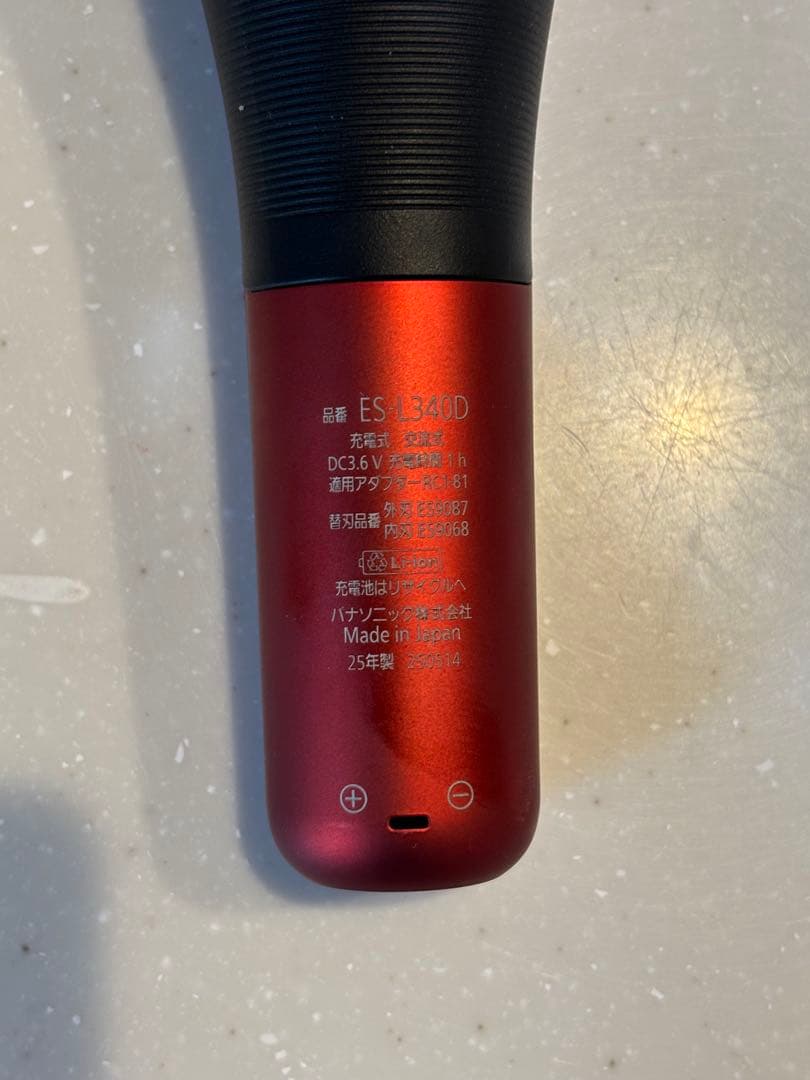 品番 ES-L340D
充電式 交流式
DC3.6 V 充電時間 1 h
適用アダプター RC1-81
替刃品番 外刃 ES9087
内刃 ES9068
Li-ion
充電池はリサイクルへ
パナソニック株式会社
Made in Japan
25年製 250514
⊕ ⊖